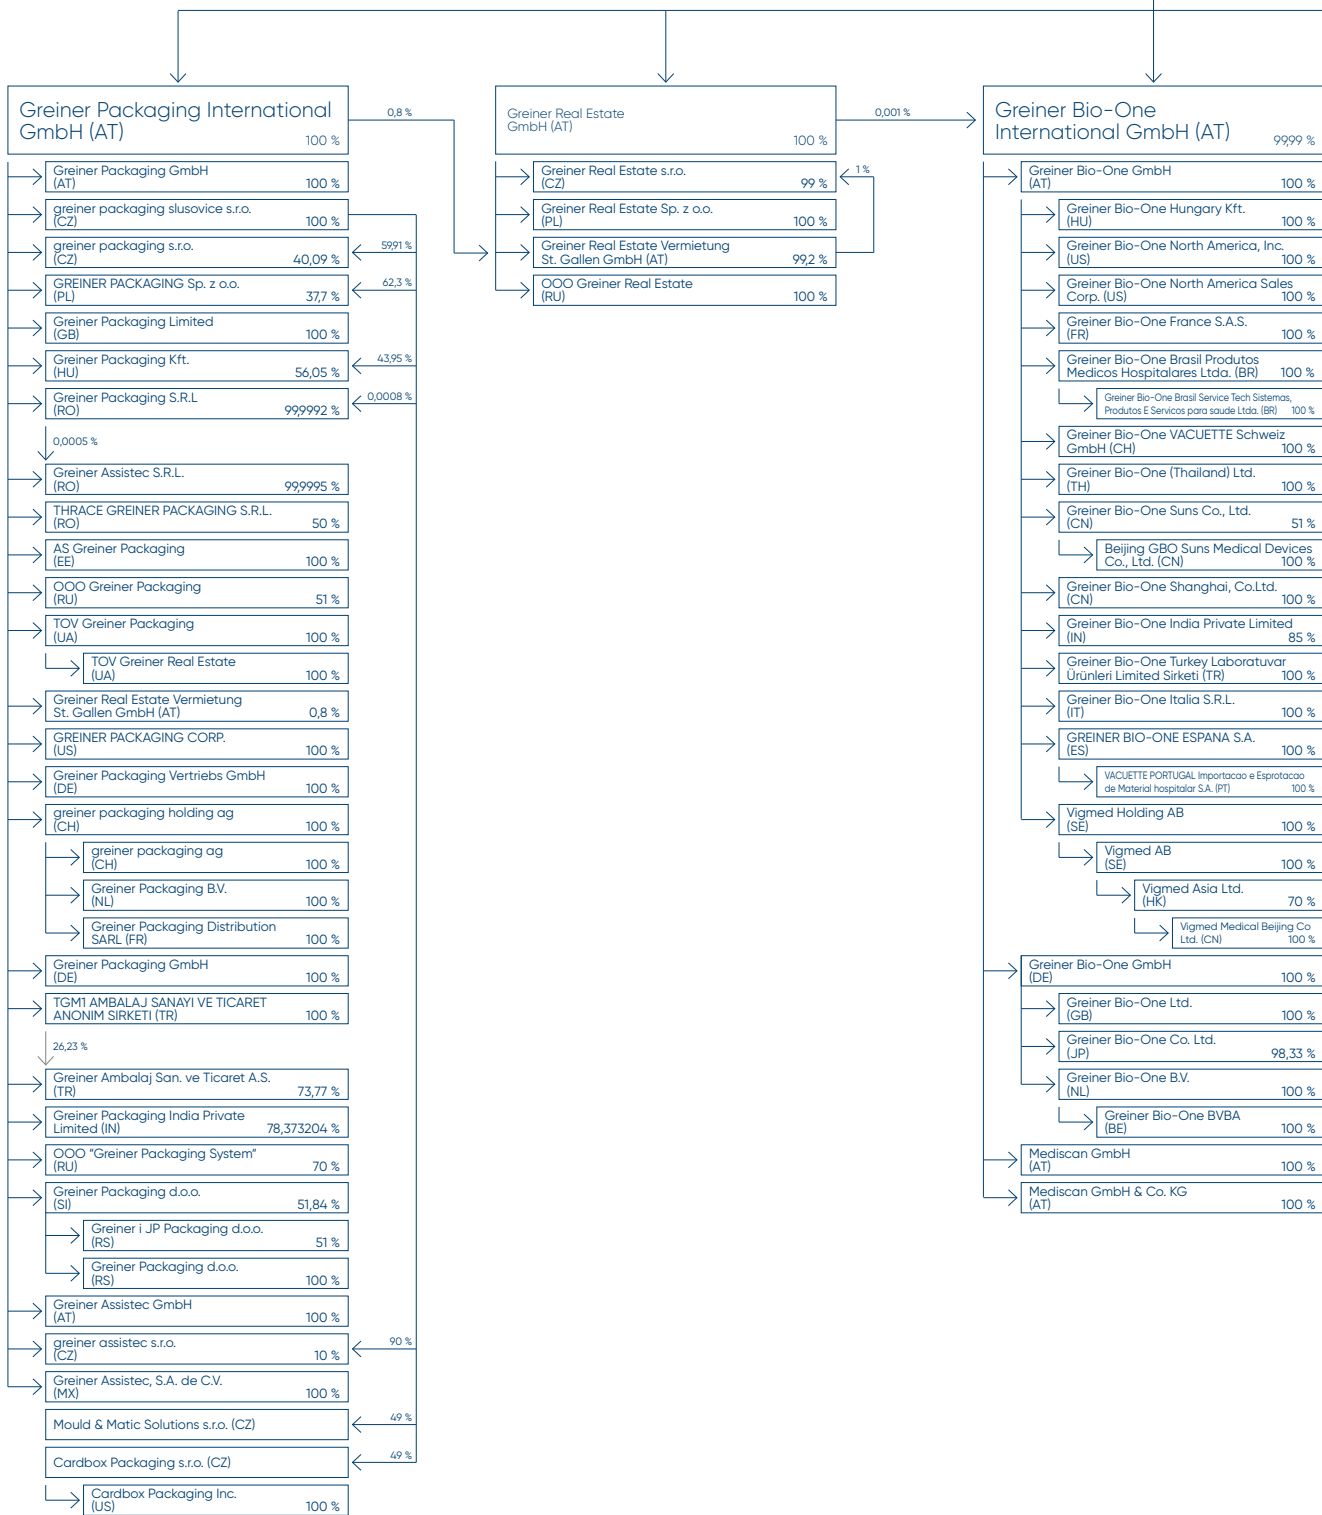 Greiner Packaging International
GmbH (AT)
100 %
0,8 %
Greiner Packaging GmbH
(AT)
100 %
greiner packaging slusovice s.r.o.
(CZ)
100 %
greiner packaging s.r.o.
(CZ)
40,09 %
59,91 %
GREINER PACKAGING Sp. z o.o.
(PL)
37,7 %
62,3 %
Greiner Packaging Limited
(GB)
100 %
Greiner Packaging Kft.
(HU)
56,05 %
43,95 %
Greiner Packaging S.R.L
(RO)
99,9992 %
0,0008 %
0,0005 %
Greiner Assistec S.R.L.
(RO)
99,9995 %
THRACE GREINER PACKAGING S.R.L.
(RO)
50 %
AS Greiner Packaging
(EE)
100 %
OOO Greiner Packaging
(RU)
51 %
TOV Greiner Packaging
(UA)
100 %
TOV Greiner Real Estate
(UA)
100 %
Greiner Real Estate Vermietung
St. Gallen GmbH (AT)
0,8 %
GREINER PACKAGING CORP.
(US)
100 %
Greiner Packaging Vertriebs GmbH
(DE)
100 %
greiner packaging holding ag
(CH)
100 %
greiner packaging ag
(CH)
100 %
Greiner Packaging B.V.
(NL)
100 %
Greiner Packaging Distribution
SARL (FR)
100 %
Greiner Packaging GmbH
(DE)
100 %
TGM1 AMBALAJ SANAYI VE TICARET
ANONIM SIRKETI (TR)
100 %
26,23 %
Greiner Ambalaj San. ve Ticaret A.S.
(TR)
73,77 %
Greiner Packaging India Private
Limited (IN)
78,373204 %
OOO “Greiner Packaging System“
(RU)
70 %
Greiner Packaging d.o.o.
(SI)
51,84 %
Greiner i JP Packaging d.o.o.
(RS)
51 %
Greiner Packaging d.o.o.
(RS)
100 %
Greiner Assistec GmbH
(AT)
100 %
greiner assistec s.r.o.
(CZ)
10 %
90 %
Greiner Assistec, S.A. de C.V.
(MX)
100 %
Mould & Matic Solutions s.r.o. (CZ)
49 %
Cardbox Packaging s.r.o. (CZ)
49 %
Cardbox Packaging Inc.
(US)
100 %
Greiner Real Estate
GmbH (AT)
100 %
0,001 %
Greiner Real Estate s.r.o.
(CZ)
99 %
1 %
Greiner Real Estate Sp. z o.o.
(PL)
100 %
Greiner Real Estate Vermietung
St. Gallen GmbH (AT)
99,2 %
OOO Greiner Real Estate
(RU)
100 %
Greiner Bio-One
International GmbH (AT)
99,99 %
Greiner Bio-One GmbH
(AT)
100 %
Greiner Bio-One Hungary Kft.
(HU)
100 %
Greiner Bio-One North America, Inc.
(US)
100 %
Greiner Bio-One North America Sales
Corp. (US)
100 %
Greiner Bio-One France S.A.S.
(FR)
100 %
Greiner Bio-One Brasil Produtos
Medicos Hospitalares Ltda. (BR)
100 %
Greiner Bio-One Brasil Service Tech Sistemas,
Produtos E Servicos para saude Ltda. (BR)
100 %
Greiner Bio-One VACUETTE Schweiz
GmbH (CH)
100 %
Greiner Bio-One (Thailand) Ltd.
(TH)
100 %
Greiner Bio-One Suns Co., Ltd.
(CN)
51 %
Beijing GBO Suns Medical Devices
Co., Ltd. (CN)
100 %
Greiner Bio-One Shanghai, Co.Ltd.
(CN)
100 %
Greiner Bio-One India Private Limited
(IN)
85 %
Greiner Bio-One Turkey Laboratuvar
Ürünleri Limited Sirketi (TR)
100 %
Greiner Bio-One Italia S.R.L.
(IT)
100 %
GREINER BIO-ONE ESPANA S.A.
(ES)
100 %
VACUETTE PORTUGAL Importacao e Esprotacao
de Material hospitalar S.A. (PT)
100 %
Vigmed Holding AB
(SE)
100 %
Vigmed AB
(SE)
100 %
Vigmed Asia Ltd.
(HK)
70 %
Vigmed Medical Beijing Co
Ltd. (CN)
100 %
Greiner Bio-One GmbH
(DE)
100 %
Greiner Bio-One Ltd.
(GB)
100 %
Greiner Bio-One Co. Ltd.
(JP)
98,33 %
Greiner Bio-One B.V.
(NL)
100 %
Greiner Bio-One BVBA
(BE)
100 %
Mediscan GmbH
(AT)
100 %
Mediscan GmbH & Co. KG
(AT)
100 %